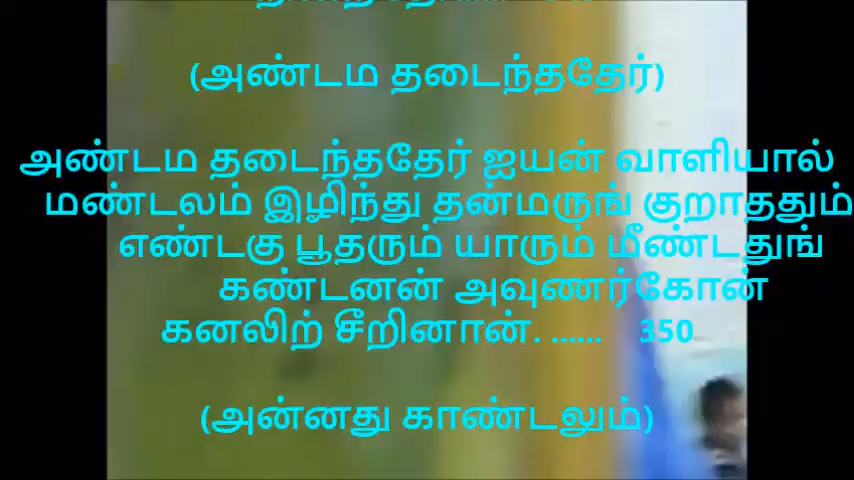 (அண்டம தடைந்ததேர்)
அண்டம தடைந்ததேர் ஐயன் வாளியால்
மண்டலம் இழிந்து தன்மருங் குறாததும்
எண்டகு பூதரும் யாரும் மீண்டதுங்
கண்டனன் அவுணர்கோன்
கனலிற் சீறினான். ...... 350
(அன்னது காண்டலும்)